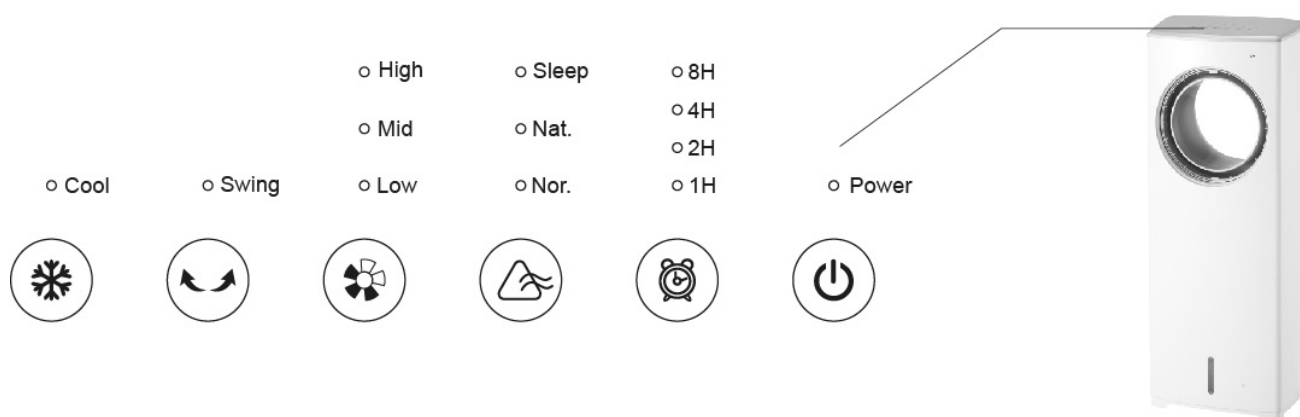 High Sleep 8H
4H
Mid Nat.
2H
Cool Swing Low Nor. 1H Power